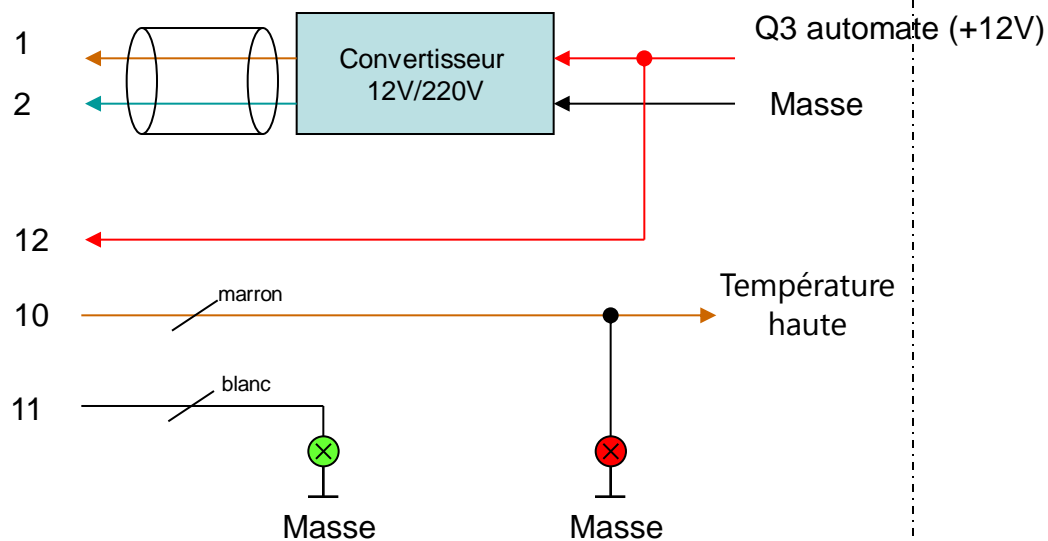 1
Convertisseur
12V/220V
Q3 automate (+12V)
2
Masse
12
10
marron
Température
haute
11
blanc
Masse
Masse